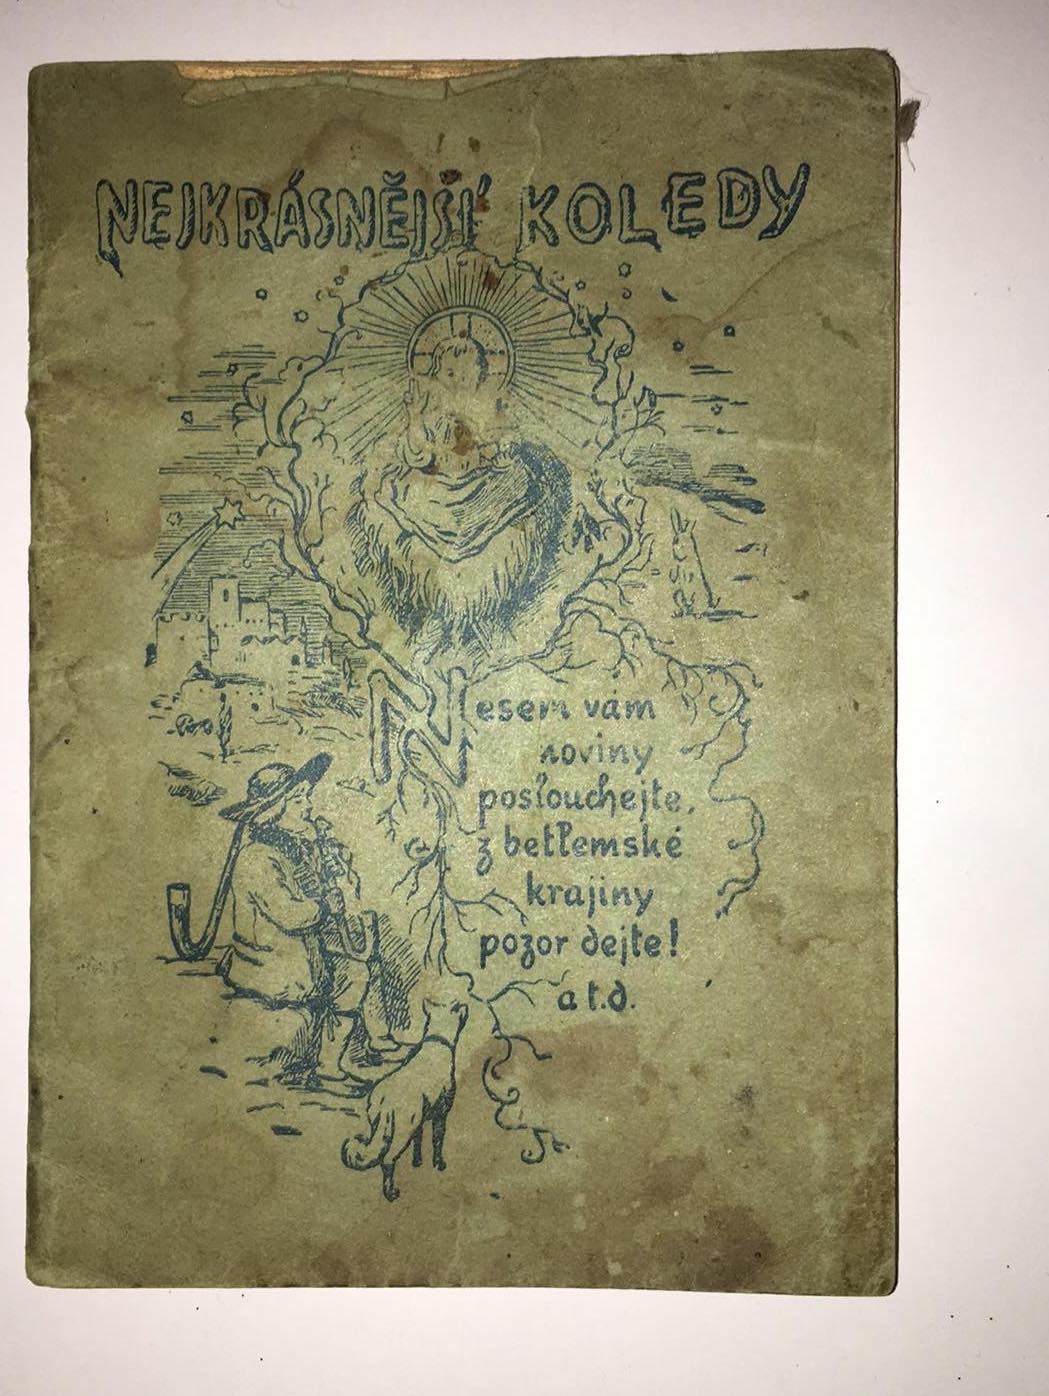 NEJKRÁSNĚJŠÍ KOLEDY
Nesem vám
noviny
poslouchejte,
z betlemské
krajiny
pozor dejte!
a t.d.